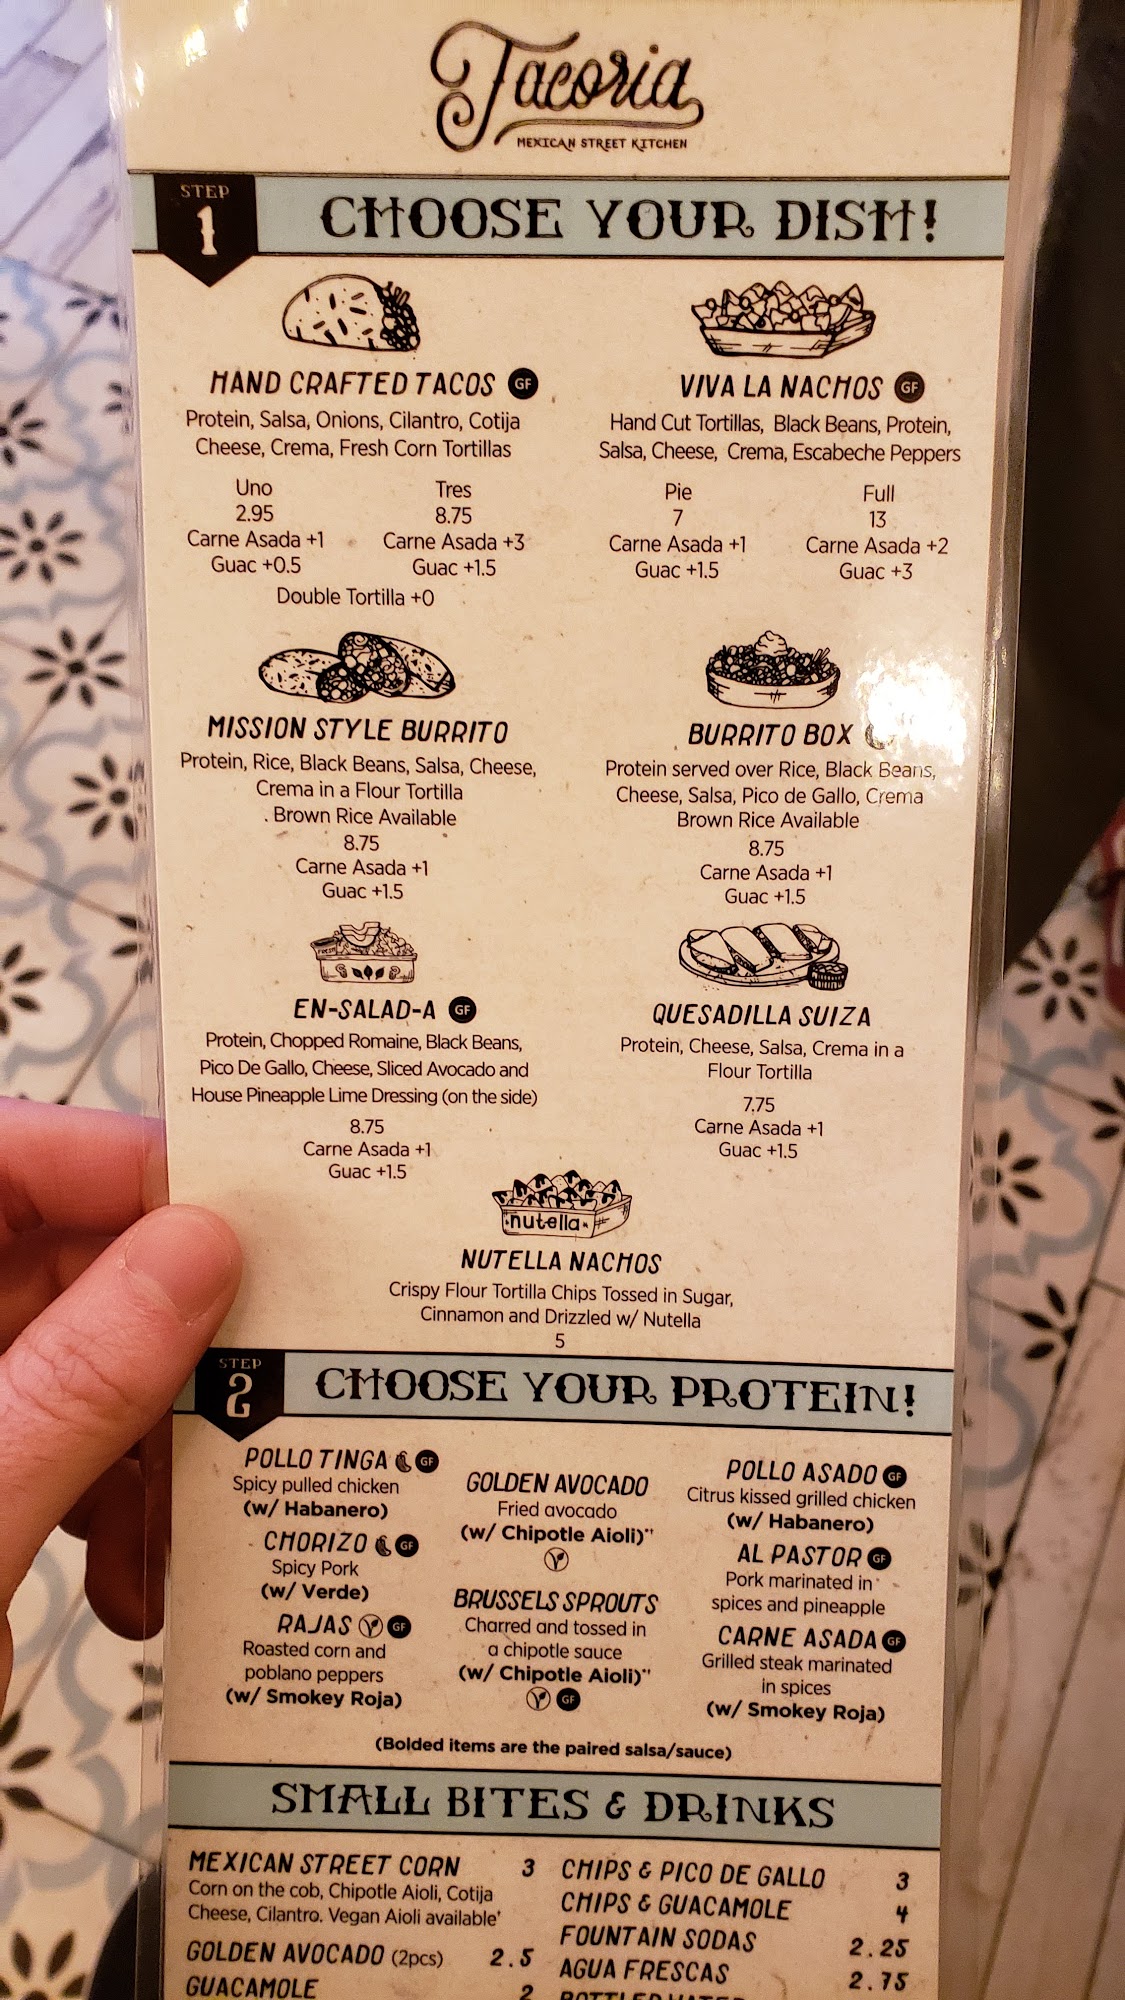 Tacoria
MEXICAN STREET KITCHEN
STEP
1
CHOOSE YOUR DISH!
HAND CRAFTED TACOS GF
Protein, Salsa, Onions, Cilantro, Cotija
Cheese, Crema, Fresh Corn Tortillas
Uno
2.95
Carne Asada +1
Guac +0.5
Tres
8.75
Carne Asada +3
Guac +1.5
Double Tortilla +0
VIVA LA NACHOS GF
Hand Cut Tortillas, Black Beans, Protein,
Salsa, Cheese, Crema, Escabeche Peppers
Pie
7
Carne Asada +1
Guac +1.5
Full
13
Carne Asada +2
Guac +3
MISSION STYLE BURRITO
Protein, Rice, Black Beans, Salsa, Cheese,
Crema in a Flour Tortilla
Brown Rice Available
8.75
Carne Asada +1
Guac +1.5
BURRITO BOX
Protein served over Rice, Black Beans,
Cheese, Salsa, Pico de Gallo, Crema
Brown Rice Available
8.75
Carne Asada +1
Guac +1.5
EN-SALAD-A GF
Protein, Chopped Romaine, Black Beans,
Pico De Gallo, Cheese, Sliced Avocado and
House Pineapple Lime Dressing (on the side)
8.75
Carne Asada +1
Guac +1.5
QUESADILLA SUIZA
Protein, Cheese, Salsa, Crema in a
Flour Tortilla
7.75
Carne Asada +1
Guac +1.5
nutella
NUTELLA NACHOS
Crispy Flour Tortilla Chips Tossed in Sugar,
Cinnamon and Drizzled w/ Nutella
5
STEP
2
CHOOSE YOUR PROTEIN!
POLLO TINGA GF
Spicy pulled chicken
(w/ Habanero)
CHORIZO GF
Spicy Pork
(w/ Verde)
RAJAS V GF
Roasted corn and
poblano peppers
(w/ Smokey Roja)
GOLDEN AVOCADO
Fried avocado
(w/ Chipotle Aioli)*†
V
BRUSSELS SPROUTS
Charred and tossed in
a chipotle sauce
(w/ Chipotle Aioli)*†
V GF
POLLO ASADO GF
Citrus kissed grilled chicken
(w/ Habanero)
AL PASTOR GF
Pork marinated in
spices and pineapple
CARNE ASADA GF
Grilled steak marinated
in spices
(w/ Smokey Roja)
(Bolded items are the paired salsa/sauce)
SMALL BITES & DRINKS
MEXICAN STREET CORN 3
Corn on the cob, Chipotle Aioli, Cotija
Cheese, Cilantro. Vegan Aioli available†
GOLDEN AVOCADO (2pcs) 2.5
GUACAMOLE 2
CHIPS & PICO DE GALLO 3
CHIPS & GUACAMOLE 4
FOUNTAIN SODAS 2.25
AGUA FRESCAS 2.75
BOTTLED WATER